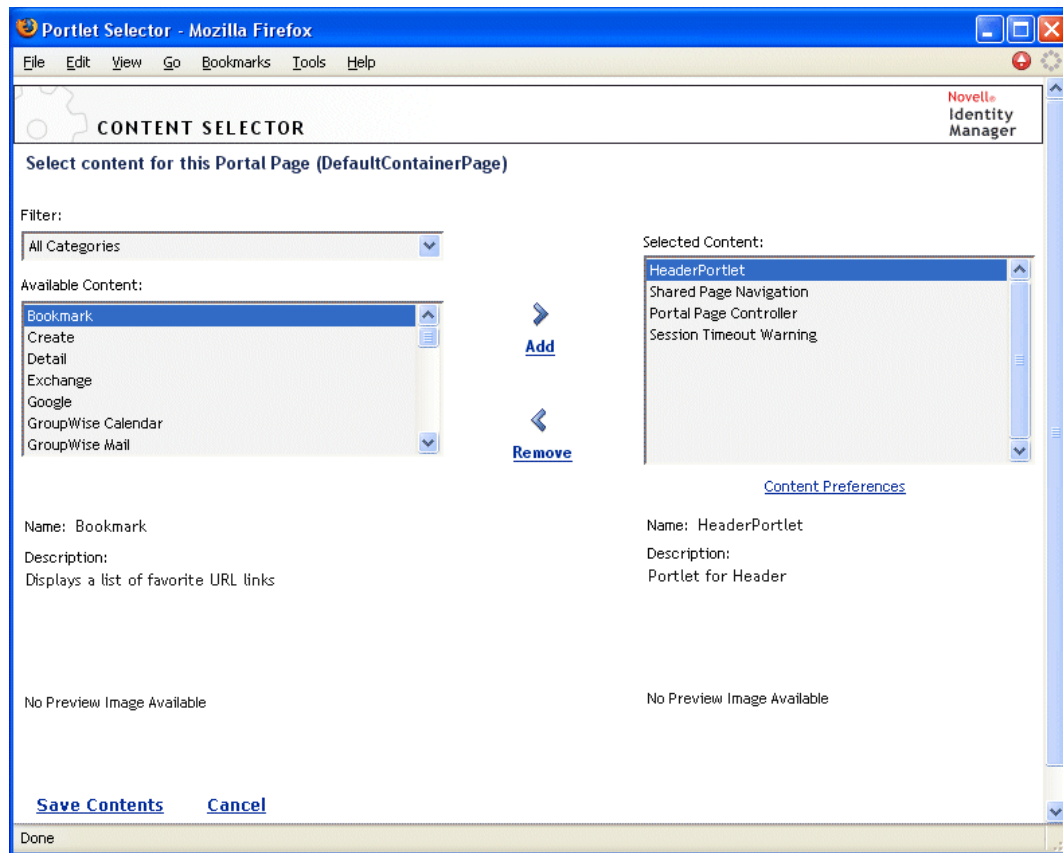 Portlet Selector - Mozilla Firefox
File Edit View Go Bookmarks Tools Help
CONTENT SELECTOR
Novell®
Identity
Manager
Select content for this Portal Page (DefaultContainerPage)
Filter:
All Categories
Available Content:
Bookmark
Create
Detail
Exchange
Google
GroupWise Calendar
GroupWise Mail
Add
Remove
Selected Content:
HeaderPortlet
Shared Page Navigation
Portal Page Controller
Session Timeout Warning
Content Preferences
Name: Bookmark
Description:
Displays a list of favorite URL links
No Preview Image Available
Name: HeaderPortlet
Description:
Portlet for Header
No Preview Image Available
Save Contents Cancel
Done